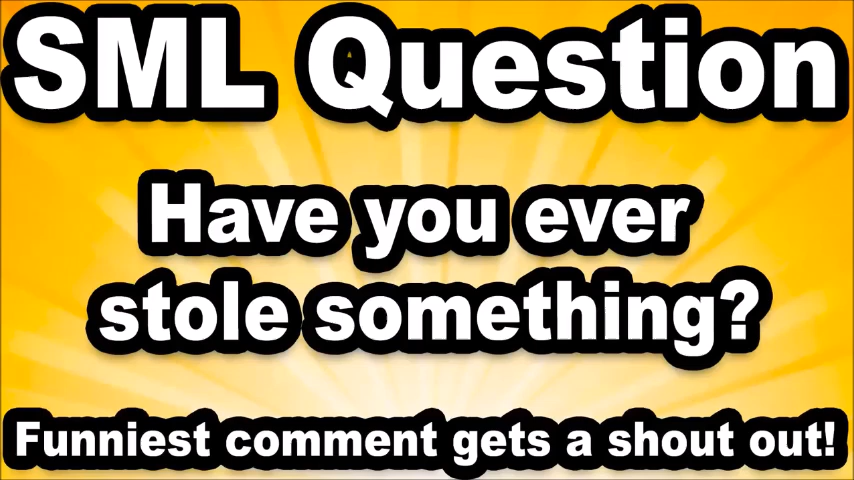 SML Question
Have you ever
stole something?
Funniest comment gets a shout out!